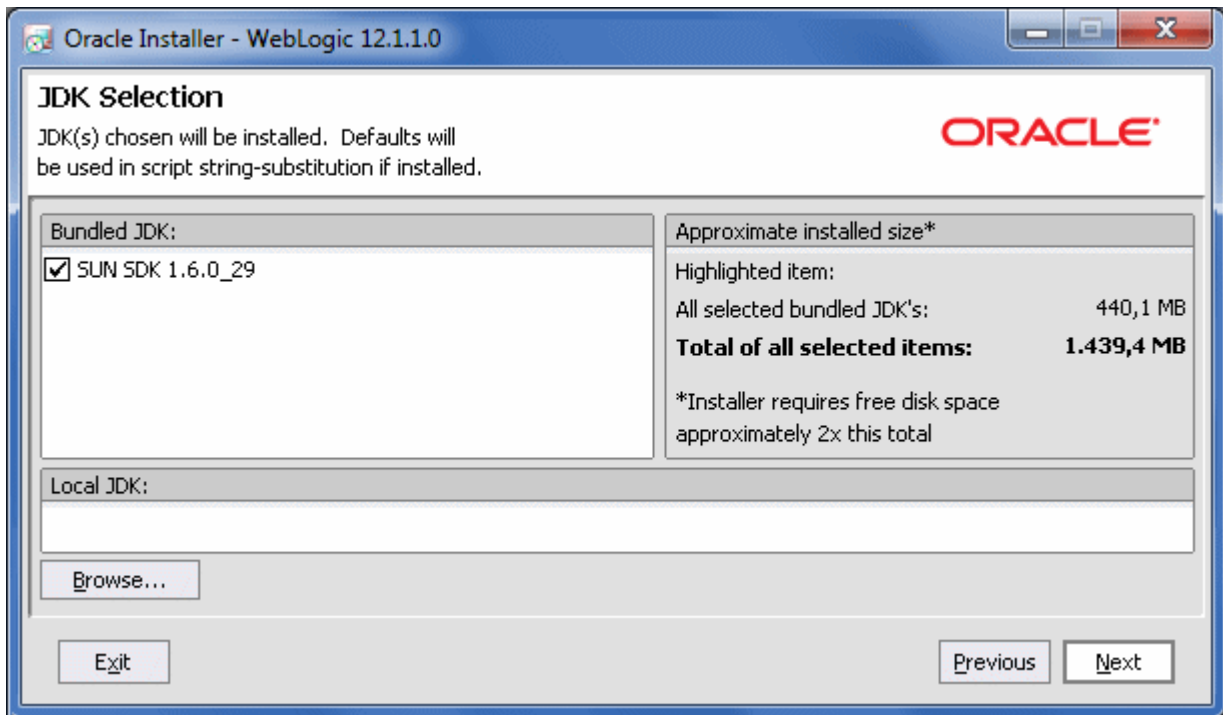 Oracle Installer - WebLogic 12.1.1.0
JDK Selection
JDK(s) chosen will be installed. Defaults will
be used in script string-substitution if installed.
ORACLE
Bundled JDK:
SUN SDK 1.6.0_29
Approximate installed size*
Highlighted item:
All selected bundled JDK's: 440,1 MB
Total of all selected items: 1.439,4 MB
*Installer requires free disk space
approximately 2x this total
Local JDK:
Browse...
Exit
Previous
Next